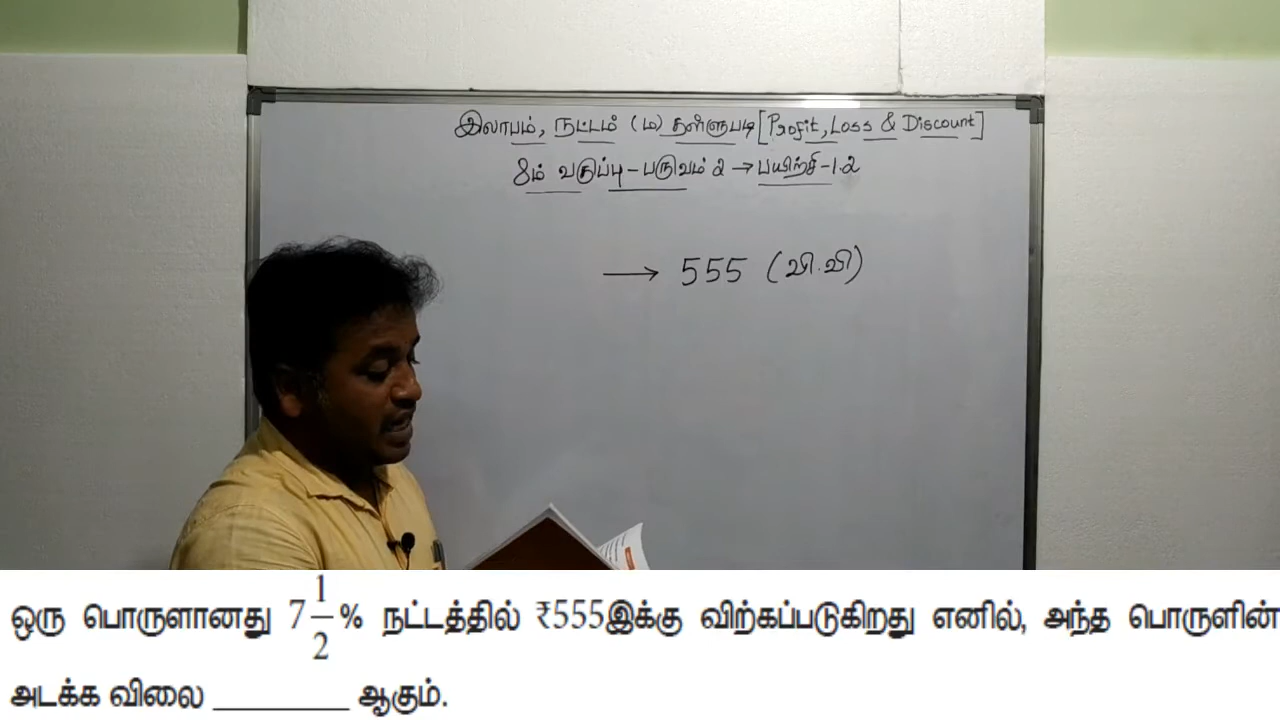 இலாபம், நட்டம் (ம) தள்ளுபடி [Profit, Loss & Discount]
8ம் வகுப்பு - பருவம் 2 → பயிற்சி - 1.2
→ 555 (வி.வி)
ஒரு பொருளானது 7 1/2 % நட்டத்தில் ₹555இக்கு விற்கப்படுகிறது எனில், அந்த பொருளின்
அடக்க விலை ________ ஆகும்.